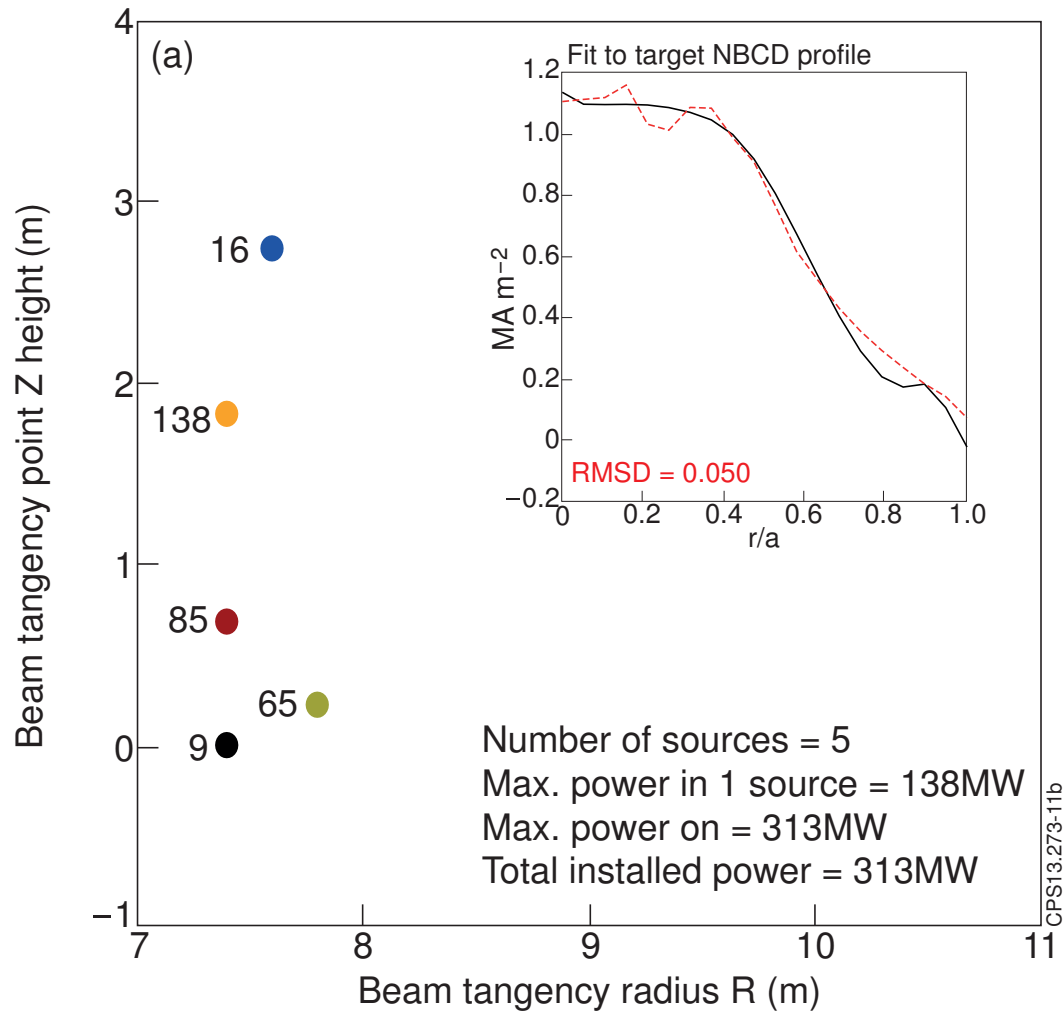 (a)
Fit to target NBCD profile
1.2
1.0
0.8
0.6
0.4
0.2
0
−0.2
MA m−2
0
0.2
0.4
0.6
0.8
1.0
r/a
RMSD = 0.050
4
3
2
1
0
−1
Beam tangency point Z height (m)
16
138
85
65
9
Number of sources = 5
Max. power in 1 source = 138MW
Max. power on = 313MW
Total installed power = 313MW
7
8
9
10
11
Beam tangency radius R (m)
CPS13.273-11b